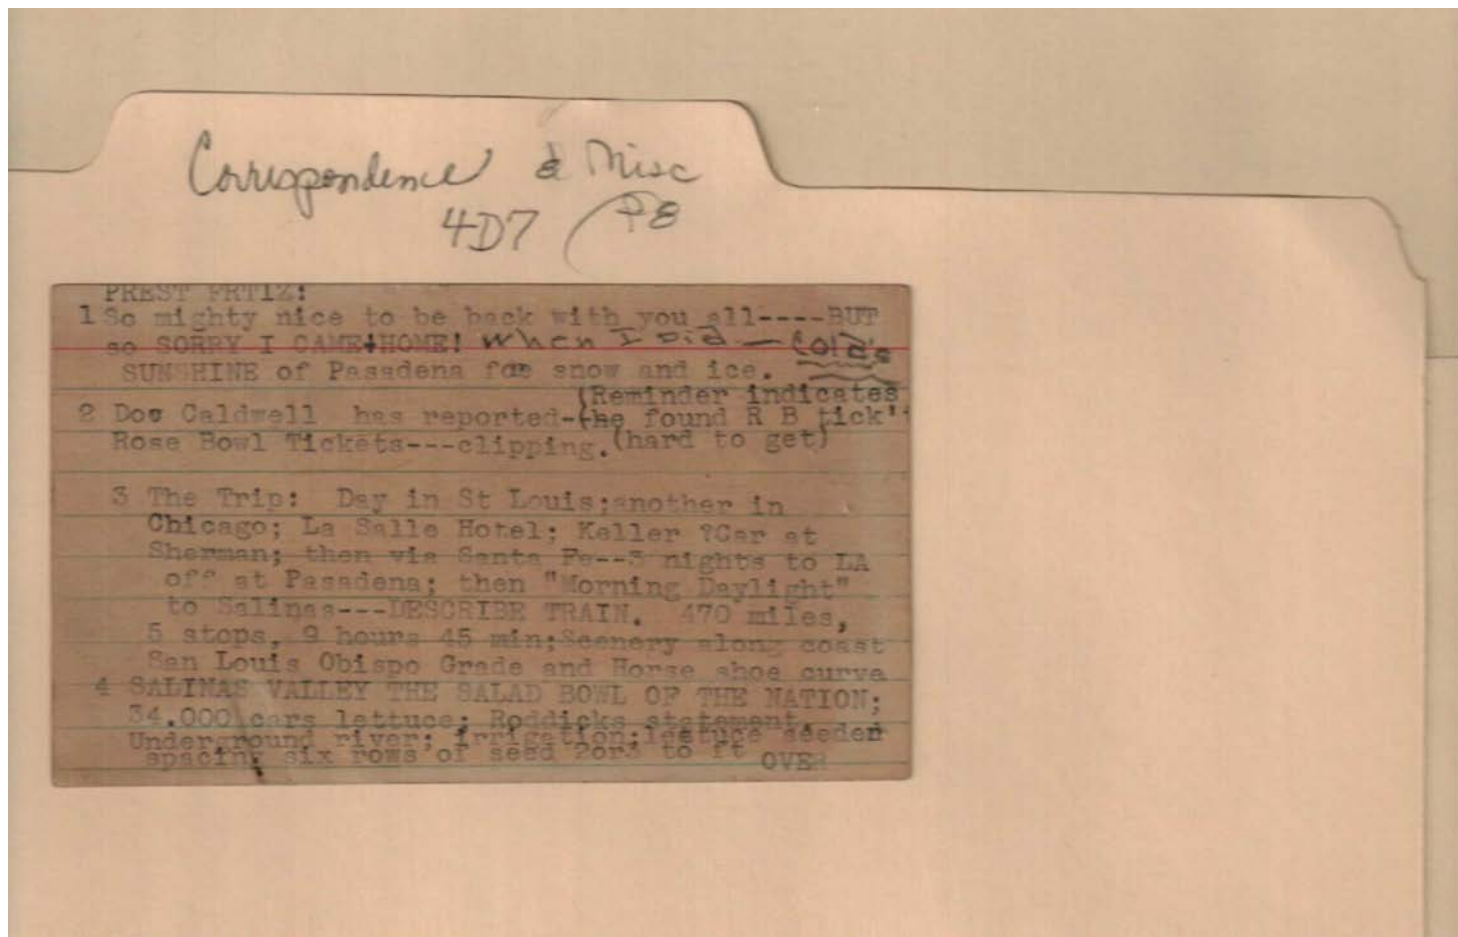 Correspondence & Misc
4D7 (P8
PREST FRTIZ:
1 So mighty nice to be back with you all----BUT
so SORRY I CAME HOME! When I Did — Cold's
SUNSHINE of Pasadena for snow and ice.
(Reminder indicates
2 Doc Caldwell has reported-(he found R B tick'
Rose Bowl Tickets---clipping. (hard to get)
3 The Trip: Day in St Louis;another in
Chicago; La Salle Hotel; Keller ?Car at
Sherman; then via Santa Fe--3 nights to LA
off at Pasadena; then "Morning Daylight"
to Salinas---DESCRIBE TRAIN. 470 miles,
5 stops, 9 hours 45 min;Scenery along coast
San Louis Obispo Grade and Horse shoe curve
4 SALINAS VALLEY THE SALAD BOWL OF THE NATION;
34.000 cars lettuce; Roddicks statement.
Underground river; irrigation;leetuce seeded
spacing six rows of seed 2or3 to ft OVER